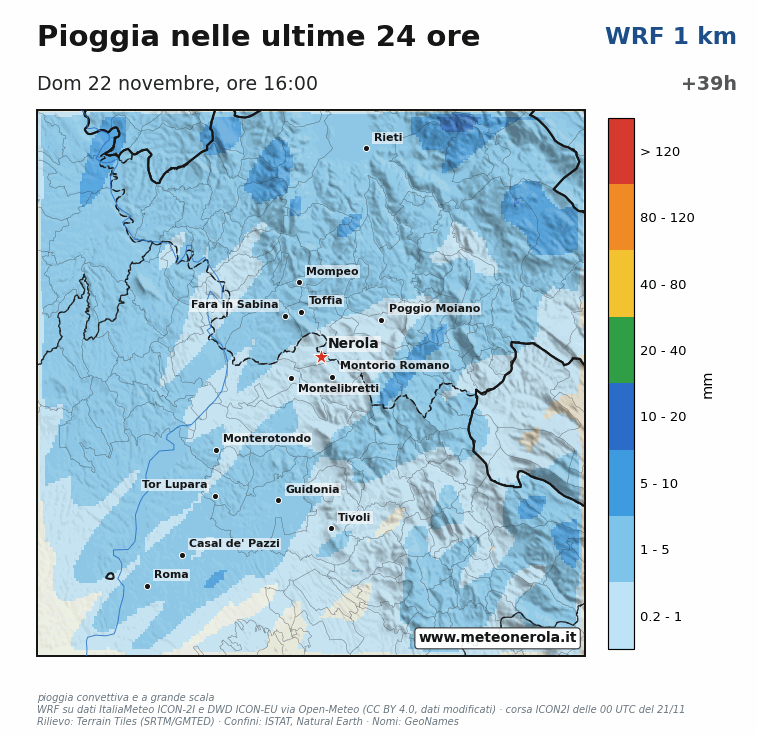 Pioggia nelle ultime 24 ore
WRF 1 km
Dom 22 novembre, ore 16:00
+39h
Rieti
Mompeo
Fara in Sabina
Toffia
Poggio Moiano
Nerola
Montorio Romano
Montelibretti
Monterotondo
Tor Lupara
Guidonia
Tivoli
Casal de' Pazzi
Roma
www.meteonerola.it
> 120
80 - 120
40 - 80
20 - 40
10 - 20
5 - 10
1 - 5
0.2 - 1
mm
pioggia convettiva e a grande scala
WRF su dati ItaliaMeteo ICON-2I e DWD ICON-EU via Open-Meteo (CC BY 4.0, dati modificati) · corsa ICON2I delle 00 UTC del 21/11
Rilievo: Terrain Tiles (SRTM/GMTED) · Confini: ISTAT, Natural Earth · Nomi: GeoNames